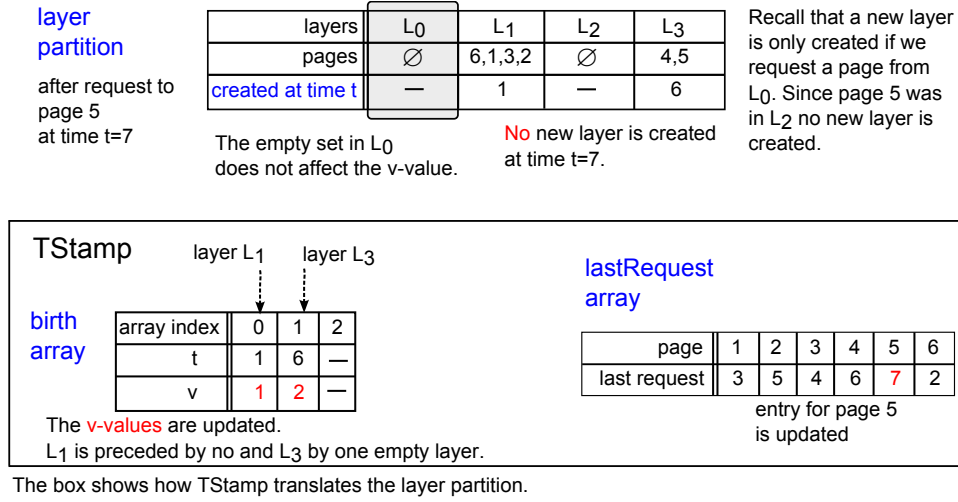 layer
partition
after request to
page 5
at time t=7
layers L0 L1 L2 L3
pages ∅ 6,1,3,2 ∅ 4,5
created at time t — 1 — 6
The empty set in L0
does not affect the v-value.
No new layer is created
at time t=7.
Recall that a new layer
is only created if we
request a page from
L0. Since page 5 was
in L2 no new layer is
created.
TStamp
layer L1 layer L3
birth
array
array index 0 1 2
t 1 6 —
v 1 2 —
The v-values are updated.
L1 is preceded by no and L3 by one empty layer.
lastRequest
array
page 1 2 3 4 5 6
last request 3 5 4 6 7 2
entry for page 5
is updated
The box shows how TStamp translates the layer partition.